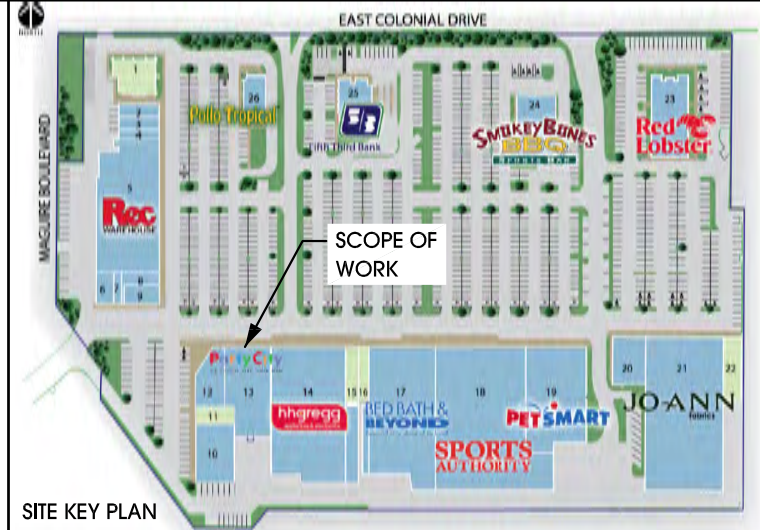 NORTH
EAST COLONIAL DRIVE
MAGUIRE BOULEVARD
1
2
3
4
5
Rec
WAREHOUSE
6
7
8
9
26
Pollo Tropical
25
Fifth Third Bank
24
SMOKEY BONES
BBQ
SPORTS BAR
23
Red
Lobster
SCOPE OF
WORK
Party City
12
13
11
10
14
hhgregg
15
16
17
BED BATH &
BEYOND
18
SPORTS
AUTHORITY
19
PETSMART
20
21
22
JO-ANN
fabrics
SITE KEY PLAN